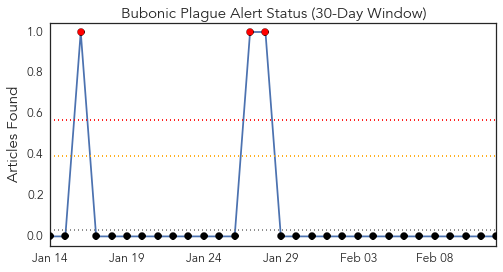 Bubonic Plague Alert Status (30-Day Window)
Articles Found
1.0
0.8
0.6
0.4
0.2
0.0
Jan 14 Jan 19 Jan 24 Jan 29 Feb 03 Feb 08